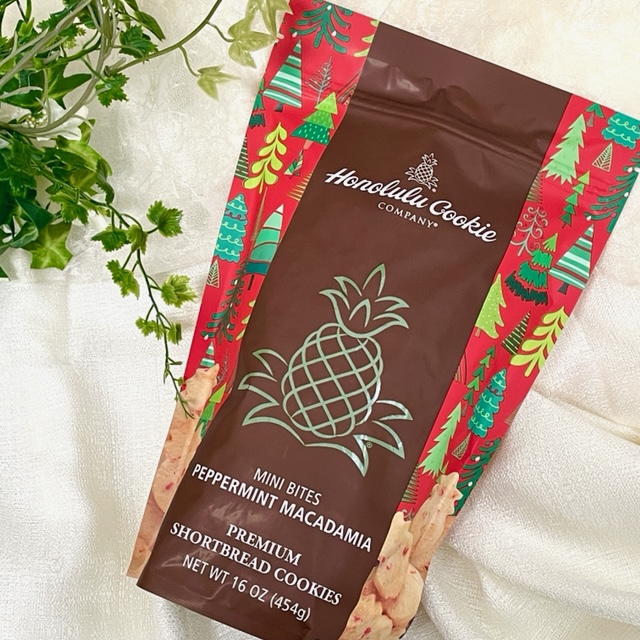 Honolulu Cookie
COMPANY®
®
MINI BITES
PEPPERMINT MACADAMIA
PREMIUM
SHORTBREAD COOKIES
NET WT 16 OZ (454g)